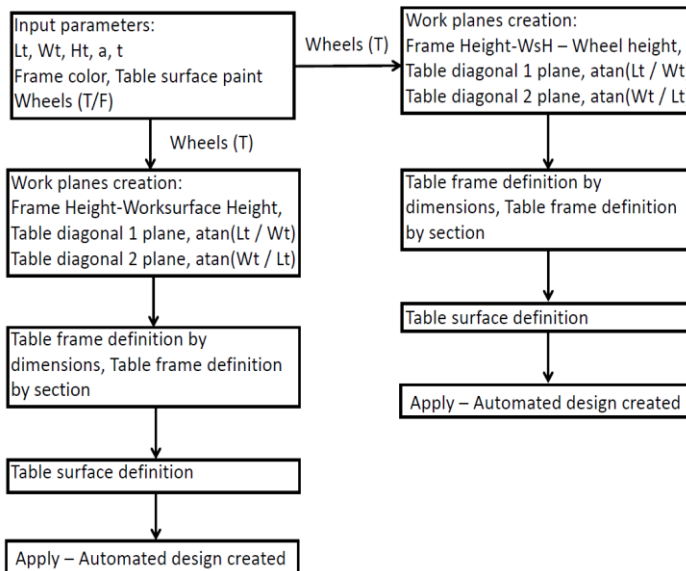 Input parameters:
Lt, Wt, Ht, a, t
Frame color, Table surface paint
Wheels (T/F)
Wheels (T)
Work planes creation:
Frame Height-WsH – Wheel height,
Table diagonal 1 plane, atan(Lt / Wt
Table diagonal 2 plane, atan(Wt / Lt
Wheels (T)
Work planes creation:
Frame Height-Worksurface Height,
Table diagonal 1 plane, atan(Lt / Wt)
Table diagonal 2 plane, atan(Wt / Lt)
Table frame definition by
dimensions, Table frame definition
by section
Table surface definition
Apply – Automated design created
Table frame definition by
dimensions, Table frame definition
by section
Table surface definition
Apply – Automated design created